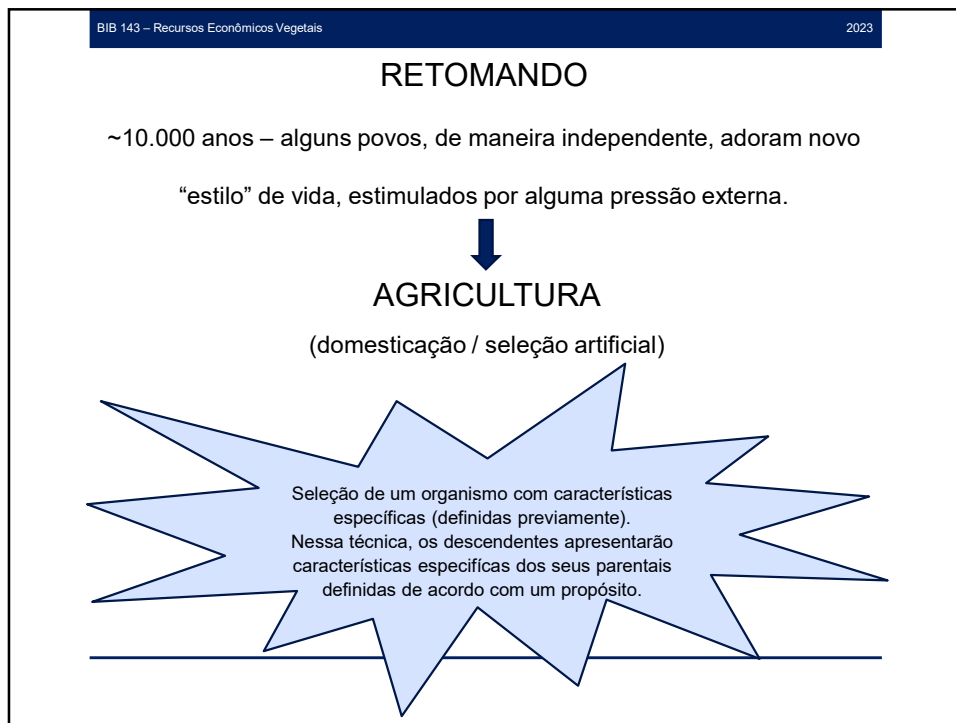 BIB 143 – Recursos Econômicos Vegetais 2023
RETOMANDO
~10.000 anos – alguns povos, de maneira independente, adoram novo
“estilo” de vida, estimulados por alguma pressão externa.
AGRICULTURA
(domesticação / seleção artificial)
Seleção de um organismo com características
específicas (definidas previamente).
Nessa técnica, os descendentes apresentarão
características especifícas dos seus parentais
definidas de acordo com um propósito.